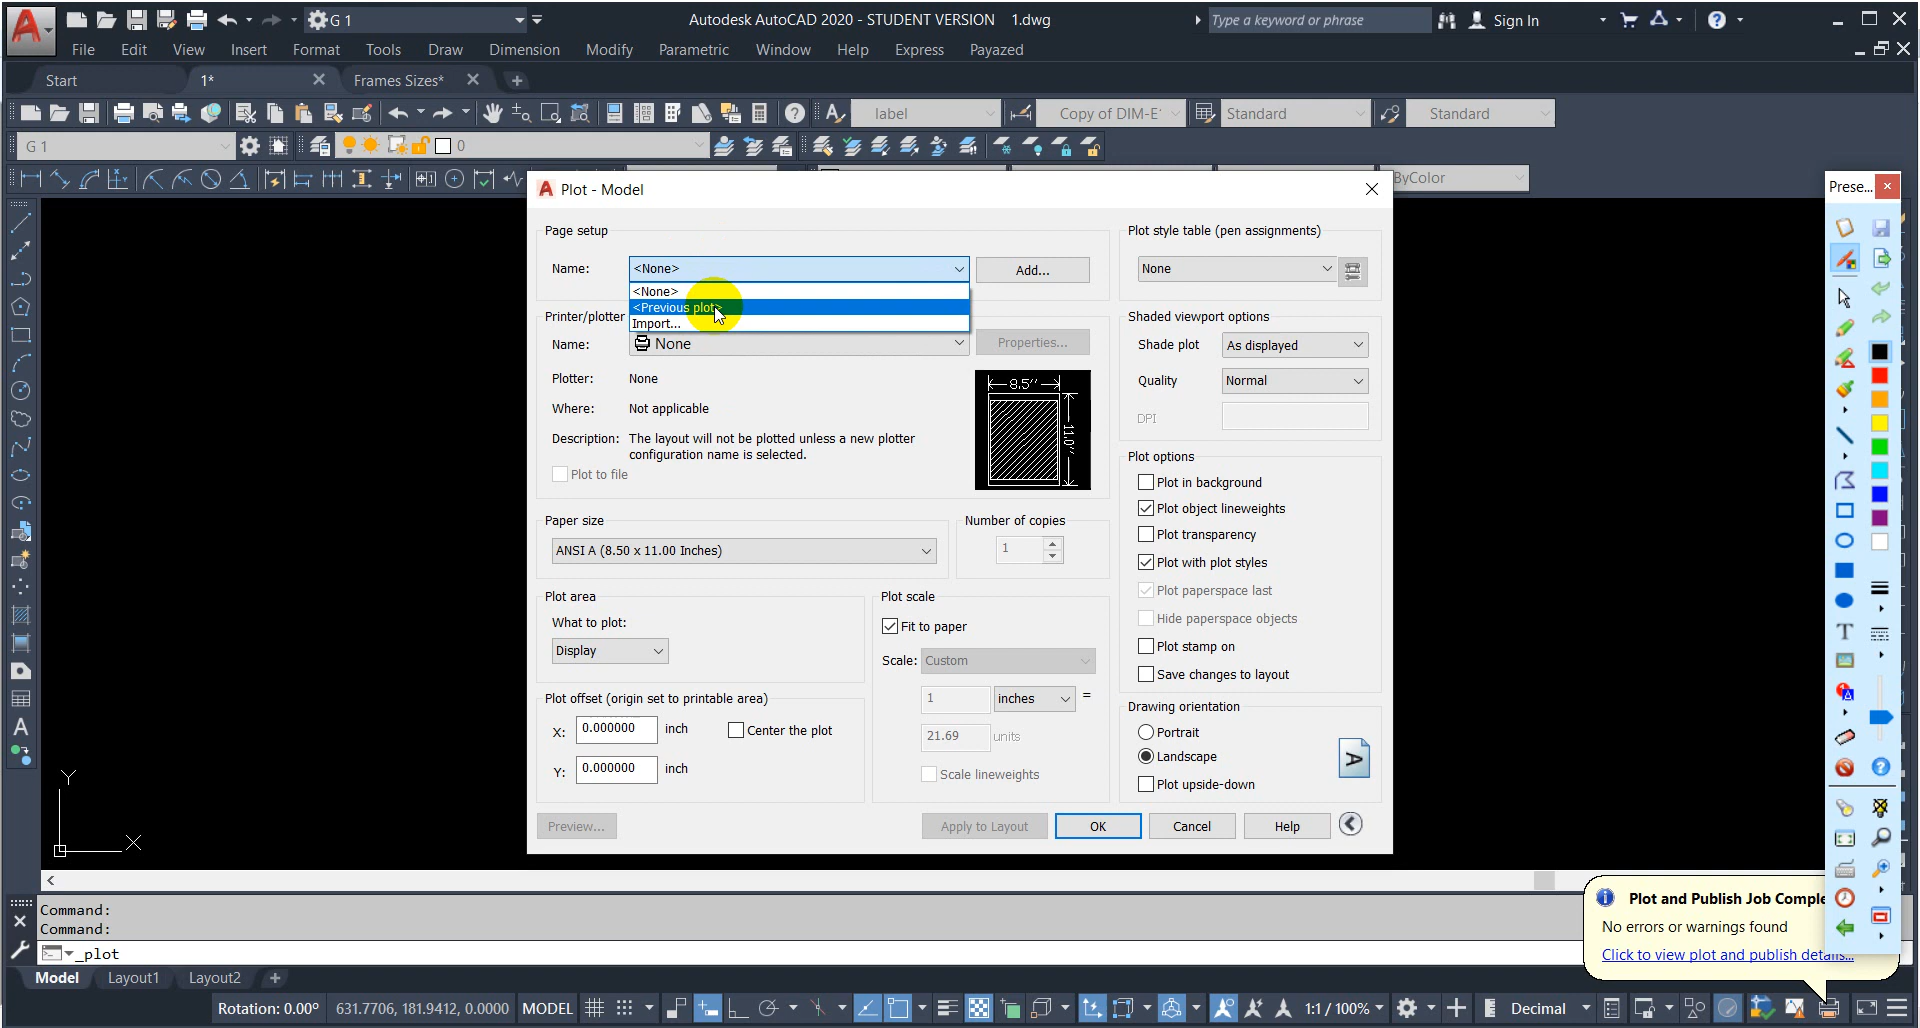 G 1
Autodesk AutoCAD 2020 - STUDENT VERSION 1.dwg
Type a keyword or phrase
Sign In
File Edit View Insert Format Tools Draw Dimension Modify Parametric Window Help Express Payazed
Start 1* Frames Sizes*
label Copy of DIM-E Standard Standard
G 1 0
ByColor
Plot - Model
Prese...
Page setup
Name: <None> Add...
<None>
<Previous plot>
Import...
Printer/plotter
Name: None Properties...
Plotter: None
Where: Not applicable
Description: The layout will not be plotted unless a new plotter
configuration name is selected.
Plot to file
8.5''
11.0''
Paper size
ANSI A (8.50 x 11.00 Inches)
Number of copies
1
Plot area
What to plot:
Display
Plot offset (origin set to printable area)
X: 0.000000 inch Center the plot
Y: 0.000000 inch
Plot scale
Fit to paper
Scale: Custom
1 inches =
21.69 units
Scale lineweights
Plot style table (pen assignments)
None
Shaded viewport options
Shade plot As displayed
Quality Normal
DPI
Plot options
Plot in background
Plot object lineweights
Plot transparency
Plot with plot styles
Plot paperspace last
Hide paperspace objects
Plot stamp on
Save changes to layout
Drawing orientation
Portrait
Landscape
Plot upside-down
Preview... Apply to Layout OK Cancel Help
Y
X
Command:
Command:
_plot
Plot and Publish Job Comple
No errors or warnings found
Click to view plot and publish details...
Model Layout1 Layout2
Rotation: 0.00° 631.7706, 181.9412, 0.0000 MODEL 1:1 / 100% Decimal